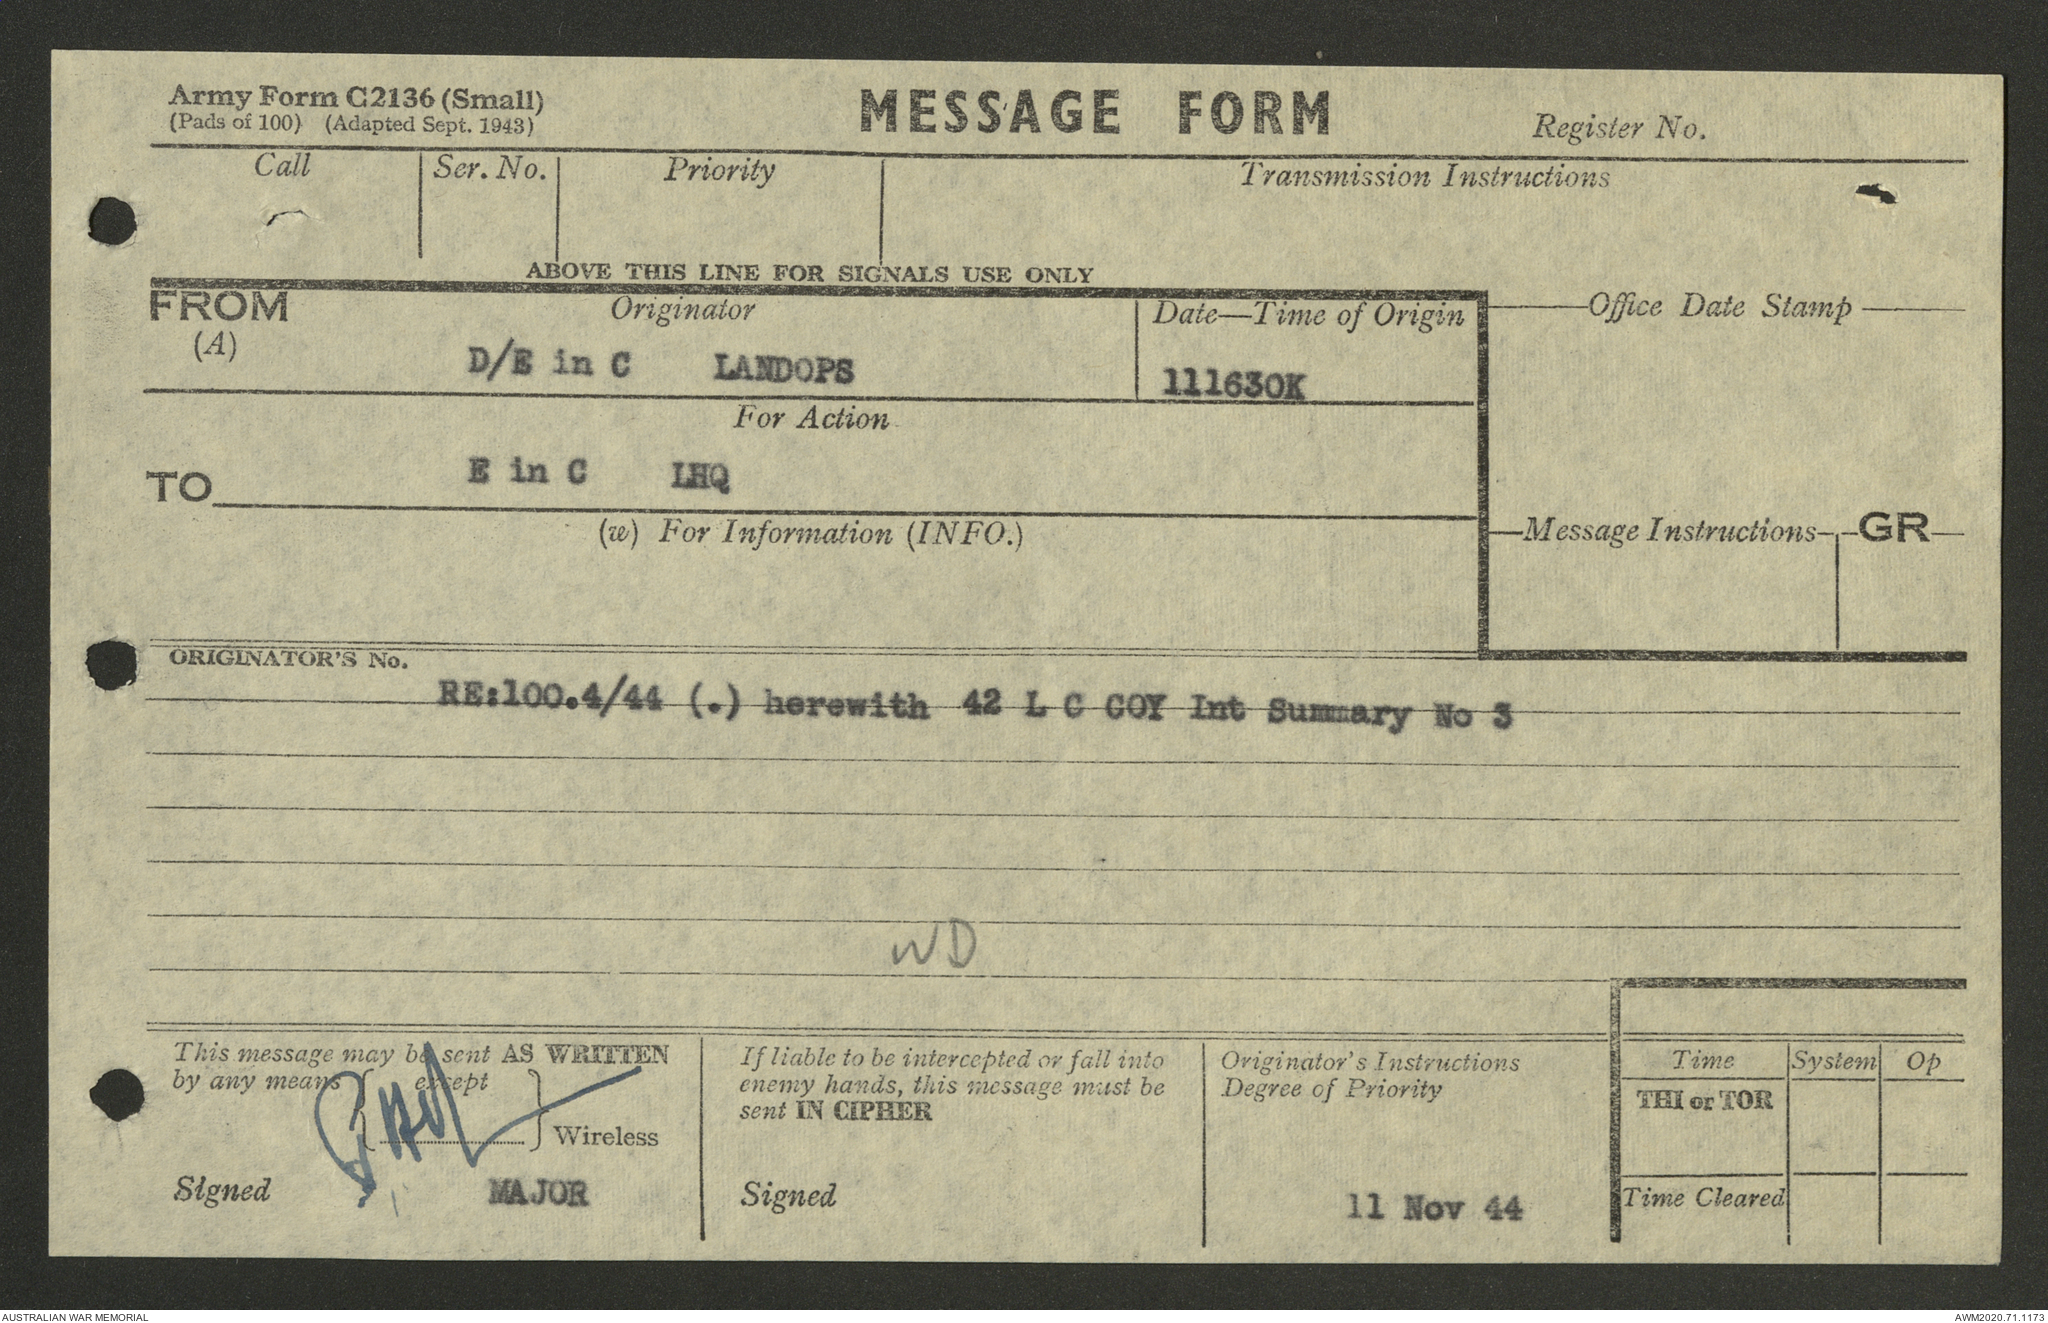 Army Form C2136 (Small)
(Pads of 100) (Adapted Sept. 1943)
MESSAGE FORM
Register No.
Call
Ser. No.
Priority
Transmission Instructions
ABOVE THIS LINE FOR SIGNALS USE ONLY
FROM
(A)
Originator
D/E in C LANDOPS
Date—Time of Origin
111630K
Office Date Stamp
For Action
TO
E in C LHQ
(w) For Information (INFO.)
Message Instructions
GR
ORIGINATOR'S No.
RE:100.4/44 (.) herewith 42 L C COY Int Summary No 3
WD
This message may be sent AS WRITTEN
by any means except
Wireless
Signed
MAJOR
If liable to be intercepted or fall into
enemy hands, this message must be
sent IN CIPHER
Signed
Originator's Instructions
Degree of Priority
11 Nov 44
Time System Op
THI or TOR
Time Cleared
AUSTRALIAN WAR MEMORIAL
AWM2020.71.1173